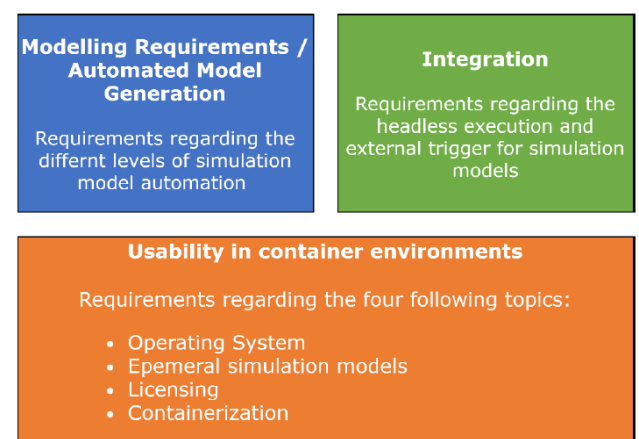 Modelling Requirements /
Automated Model
Generation
Requirements regarding the
differnt levels of simulation
model automation
Integration
Requirements regarding the
headless execution and
external trigger for simulation
models
Usability in container environments
Requirements regarding the four following topics:
• Operating System
• Epemeral simulation models
• Licensing
• Containerization